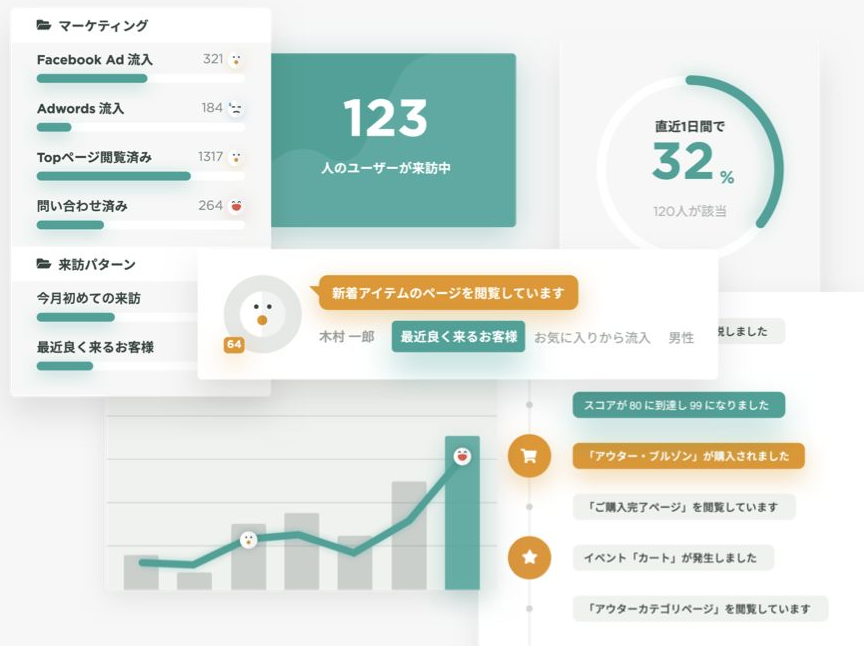 マーケティング
Facebook Ad 流入 321
Adwords 流入 184
Topページ閲覧済み 1317
問い合わせ済み 264
来訪パターン
今月初めての来訪
最近良く来るお客様
123
人のユーザーが来訪中
直近1日間で
32 %
120人が該当
新着アイテムのページを閲覧しています
64
木村 一郎 最近良く来るお客様 お気に入りから流入 男性
しました
スコアが 80 に到達し 99 になりました
「アウター・ブルゾン」が購入されました
「ご購入完了ページ」を閲覧しています
イベント「カート」が発生しました
「アウターカテゴリページ」を閲覧しています